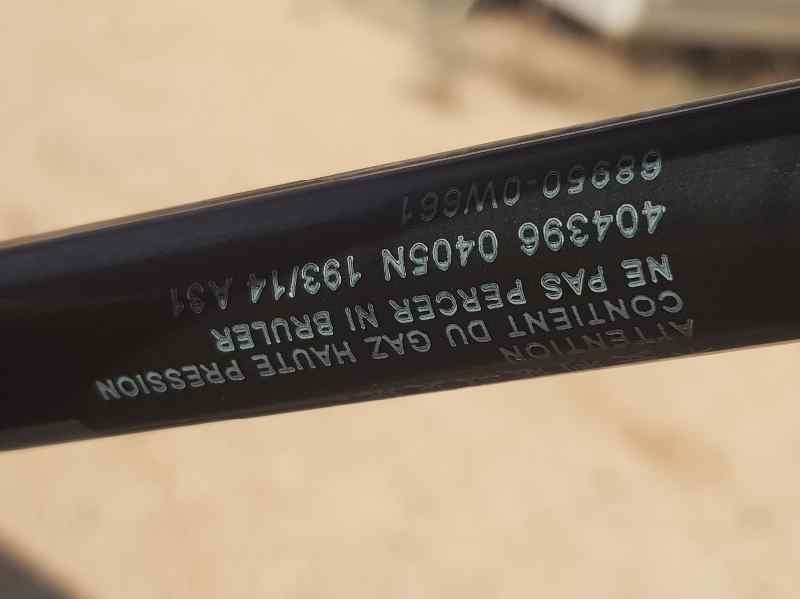 ATTENTION
CONTIENT DU GAZ HAUTE PRESSION
NE PAS PERCER NI BRULER
404396 0405N 193/14 A31
68950-0W661